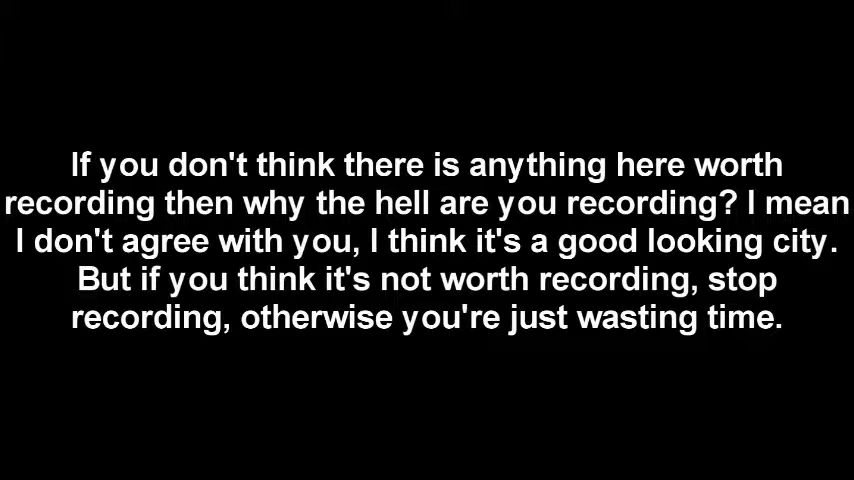 If you don't think there is anything here worth
recording then why the hell are you recording? I mean
I don't agree with you, I think it's a good looking city.
But if you think it's not worth recording, stop
recording, otherwise you're just wasting time.